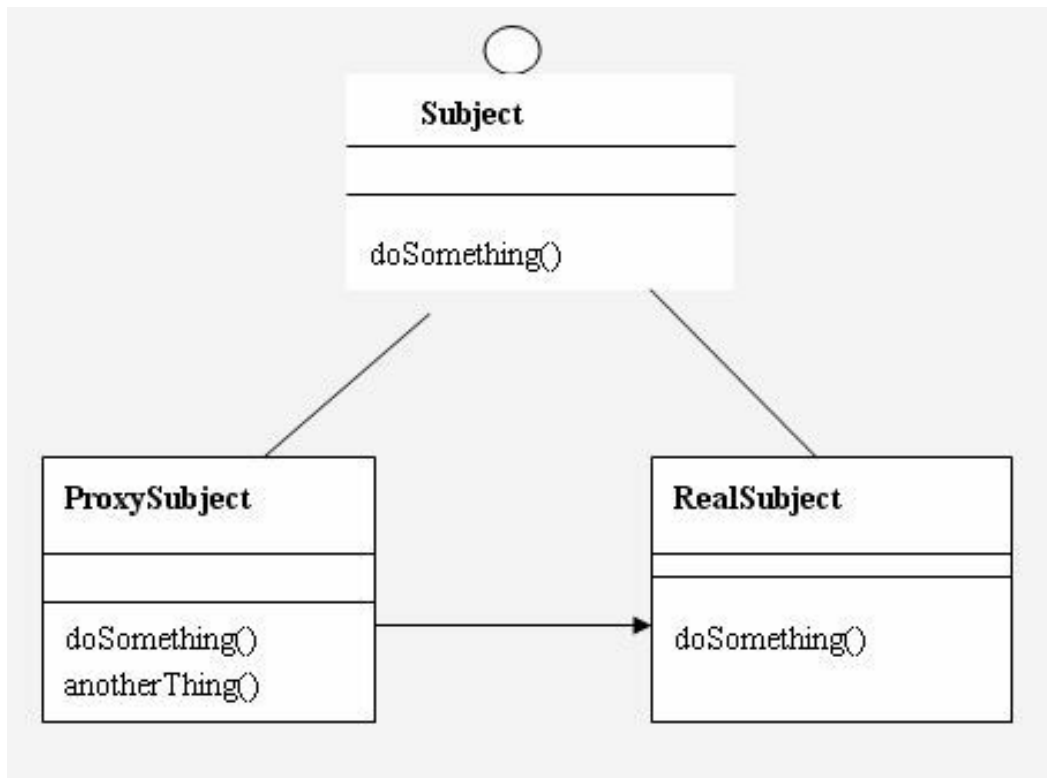 Subject
doSomething()
ProxySubject
doSomething()
anotherThing()
RealSubject
doSomething()